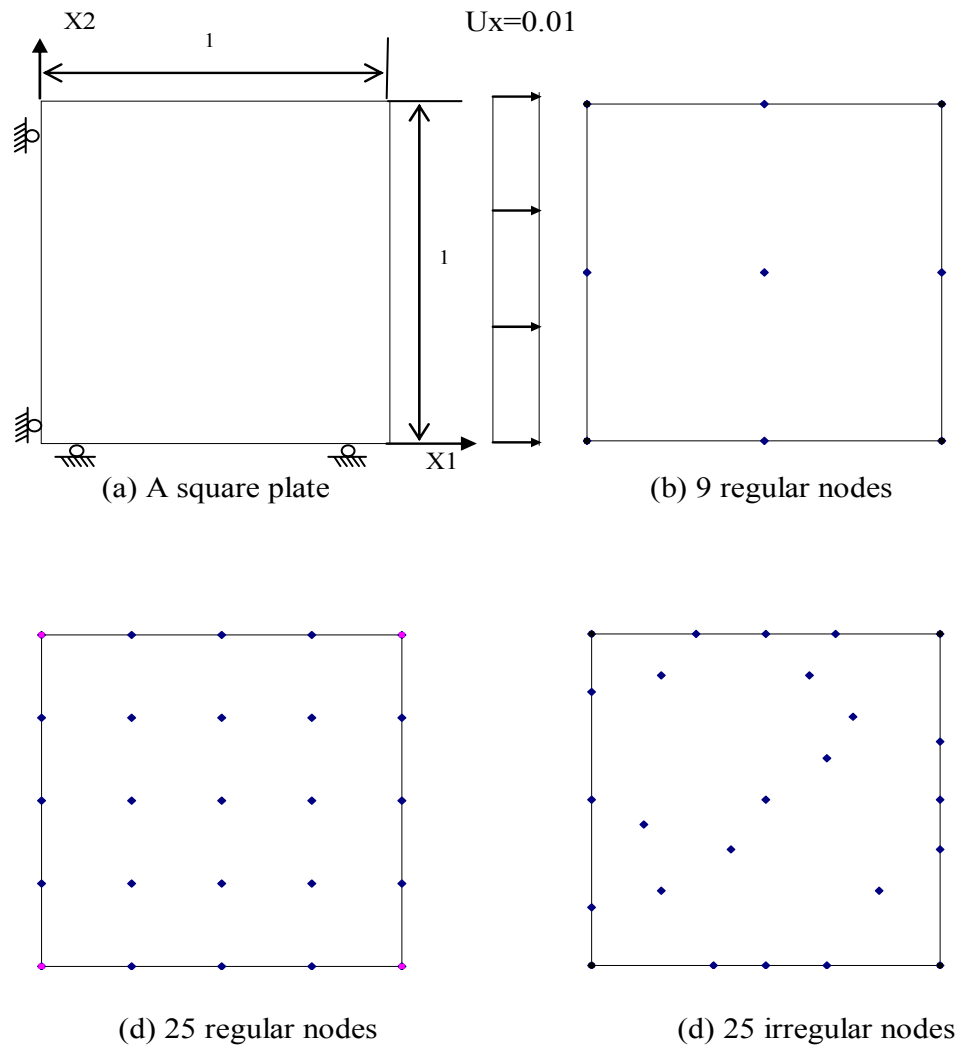 X2
Ux=0.01
1
1
X1
(a) A square plate
(b) 9 regular nodes
(d) 25 regular nodes
(d) 25 irregular nodes